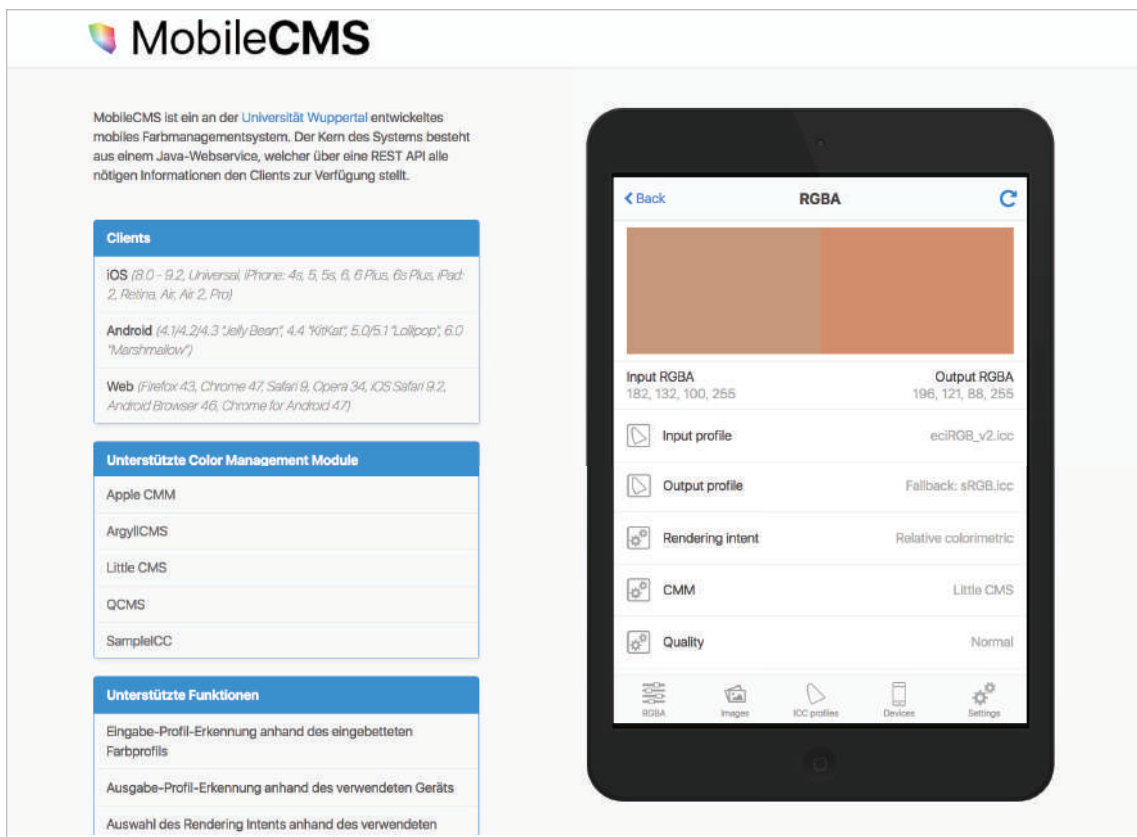 MobileCMS
MobileCMS ist ein an der Universität Wuppertal entwickeltes
mobiles Farbmanagementsystem. Der Kern des Systems besteht
aus einem Java-Webservice, welcher über eine REST API alle
nötigen Informationen den Clients zur Verfügung stellt.
Clients
iOS (8.0 - 9.2, Universal, iPhone: 4s, 5, 5s, 6, 6 Plus, 6s Plus, iPad:
2, Retina, Air, Air 2, Pro)
Android (4.1/4.2/4.3 "Jelly Bean", 4.4 "KitKat", 5.0/5.1 "Lollipop", 6.0
"Marshmallow")
Web (Firefox 43, Chrome 47, Safari 9, Opera 34, iOS Safari 9.2,
Android Browser 46, Chrome for Android 47)
Unterstützte Color Management Module
Apple CMM
ArgyllCMS
Little CMS
QCMS
SampleICC
Unterstützte Funktionen
Eingabe-Profil-Erkennung anhand des eingebetteten
Farbprofils
Ausgabe-Profil-Erkennung anhand des verwendeten Geräts
Auswahl des Rendering Intents anhand des verwendeten
Back RGBA
Input RGBA Output RGBA
182, 132, 100, 255 196, 121, 88, 255
Input profile eciRGB_v2.icc
Output profile Fallback: sRGB.icc
Rendering intent Relative colorimetric
CMM Little CMS
Quality Normal
RGBA Images ICC profiles Devices Settings